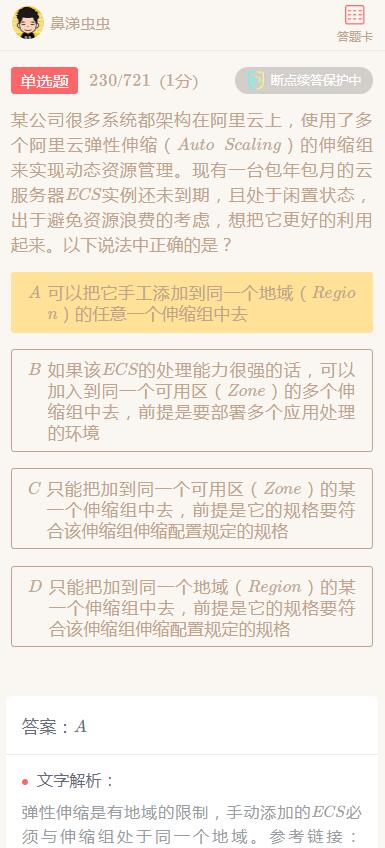 鼻涕虫虫
答题卡
单选题 230/721 (1分) 断点续答保护中
某公司很多系统都架构在阿里云上，使用了多
个阿里云弹性伸缩（Auto Scaling）的伸缩组
来实现动态资源管理。现有一台包年包月的云
服务器ECS实例还未到期，且处于闲置状态，
出于避免资源浪费的考虑，想把它更好的利用
起来。以下说法中正确的是？
A 可以把它手工添加到同一个地域（Regio
n）的任意一个伸缩组中去
B 如果该ECS的处理能力很强的话，可以
加入到同一个可用区（Zone）的多个伸
缩组中去，前提是要部署多个应用处理
的环境
C 只能把加到同一个可用区（Zone）的某
一个伸缩组中去，前提是它的规格要符
合该伸缩组伸缩配置规定的规格
D 只能把加到同一个地域（Region）的某
一个伸缩组中去，前提是它的规格要符
合该伸缩组伸缩配置规定的规格
答案：A
文字解析：
弹性伸缩是有地域的限制，手动添加的ECS必
须与伸缩组处于同一个地域。参考链接：